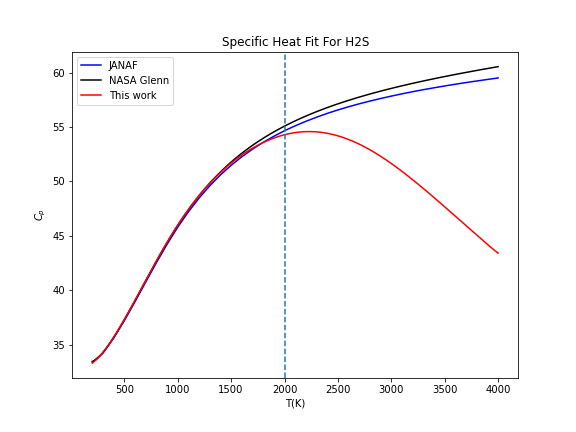 Specific Heat Fit For H2S
JANAF
NASA Glenn
This work
60
55
50
45
40
35
Cp
500 1000 1500 2000 2500 3000 3500 4000
T(K)